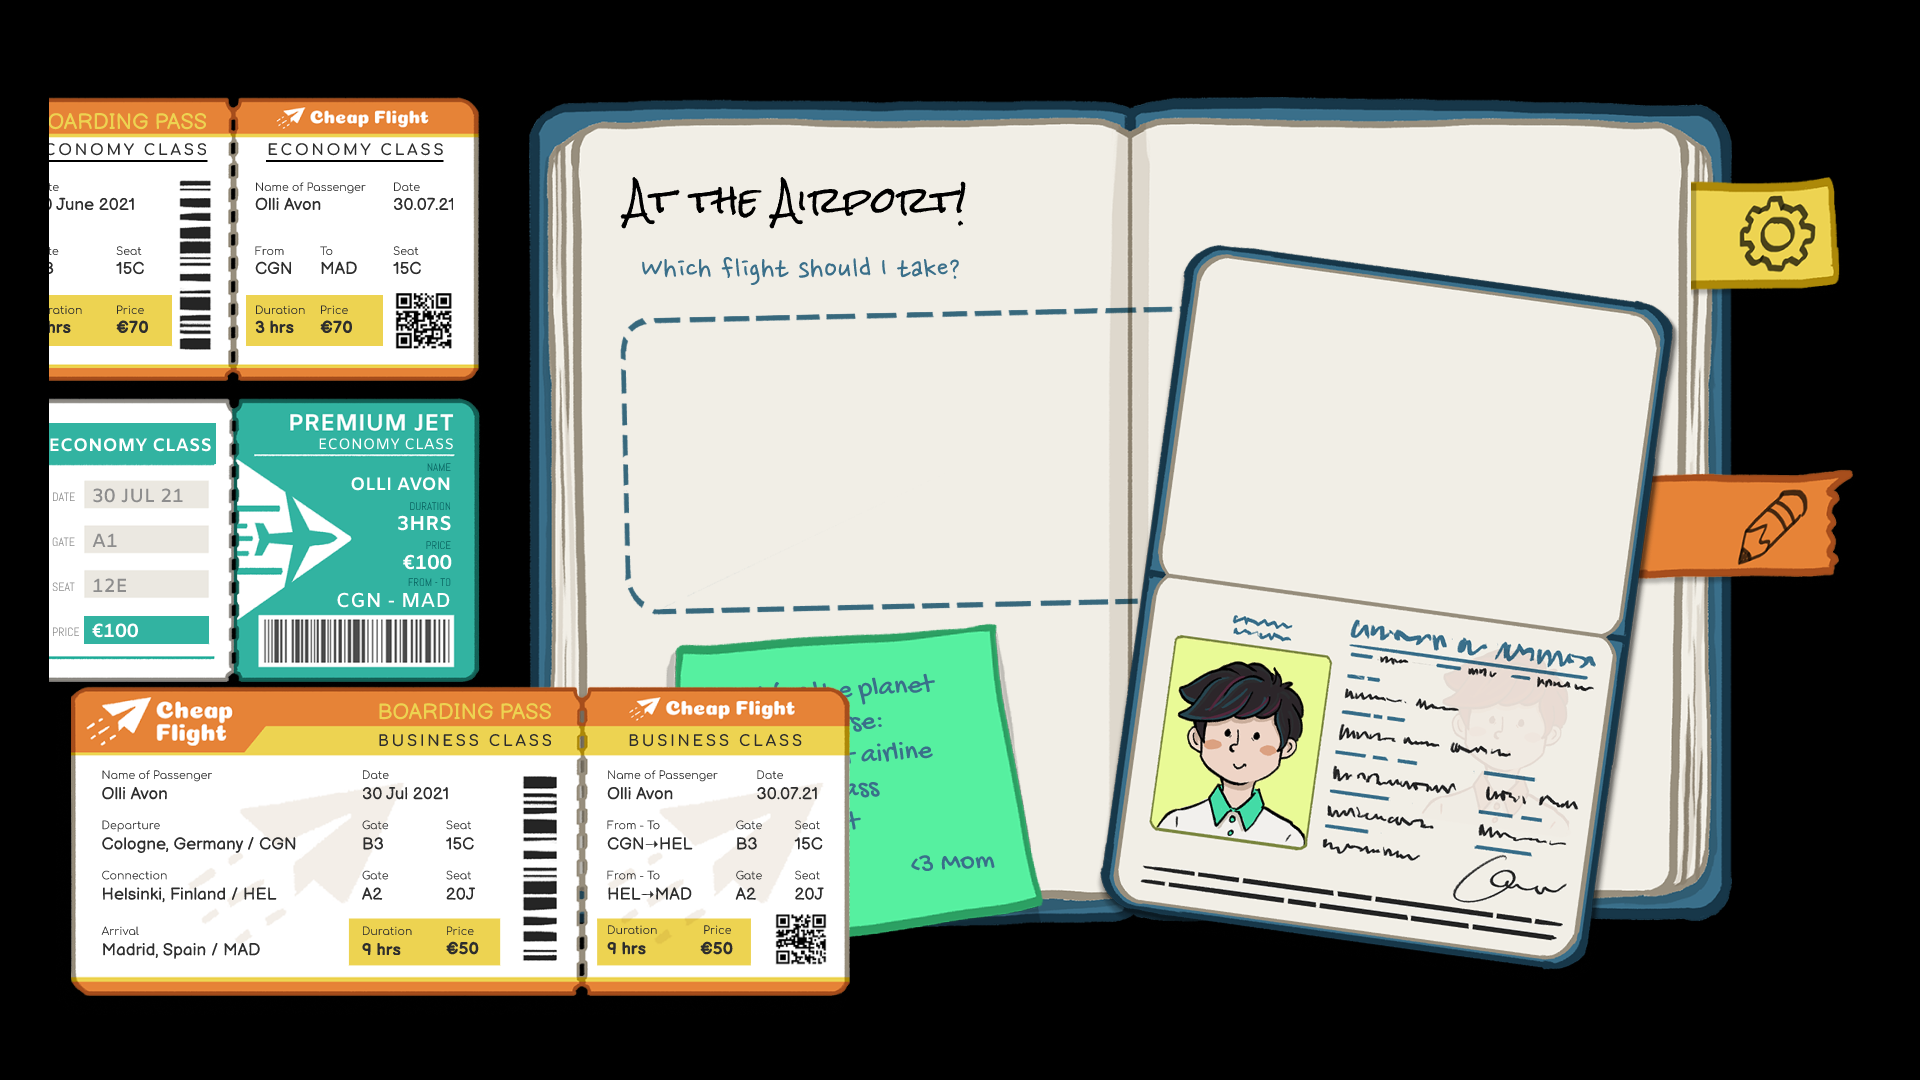 OARDING PASS
CONOMY CLASS
te
June 2021
te
Seat
15C
ration
Price
hrs
€70
Cheap Flight
ECONOMY CLASS
Name of Passenger Date
Olli Avon 30.07.21
From To Seat
CGN MAD 15C
Duration Price
3 hrs €70
ECONOMY CLASS
DATE 30 JUL 21
GATE A1
SEAT 12E
PRICE €100
PREMIUM JET
ECONOMY CLASS
NAME
OLLI AVON
DURATION
3HRS
PRICE
€100
FROM - TO
CGN - MAD
Cheap
Flight
BOARDING PASS
BUSINESS CLASS
Name of Passenger Date
Olli Avon 30 Jul 2021
Departure Gate Seat
Cologne, Germany / CGN B3 15C
Connection Gate Seat
Helsinki, Finland / HEL A2 20J
Arrival Duration Price
Madrid, Spain / MAD 9 hrs €50
Cheap Flight
BUSINESS CLASS
Name of Passenger Date
Olli Avon 30.07.21
From - To Gate Seat
CGN→HEL B3 15C
From - To Gate Seat
HEL→MAD A2 20J
Duration Price
9 hrs €50
At the Airport!
Which flight should I take?
the planet
se:
airline
ass
t
<3 Mom